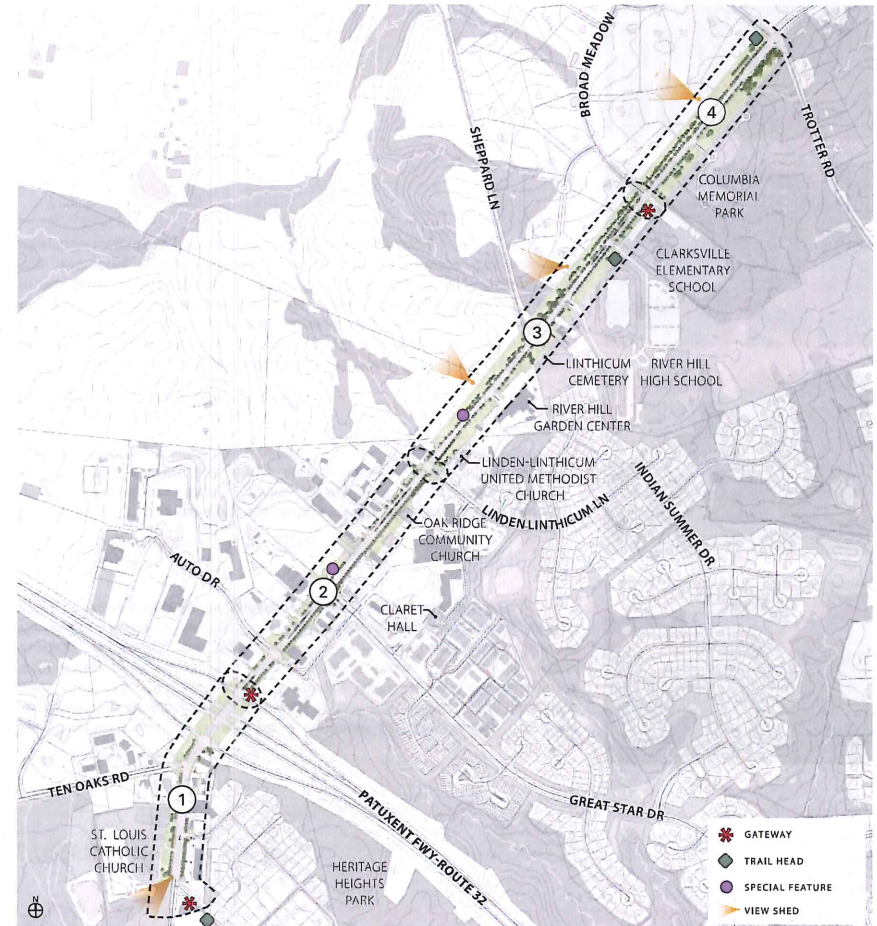 BROAD MEADOW
4
SHEPPARD LN
TROTTER RD
COLUMBIA
MEMORIAL
PARK
CLARKSVILLE
ELEMENTARY
SCHOOL
3
LINTHICUM
CEMETERY
RIVER HILL
HIGH SCHOOL
RIVER HILL
GARDEN CENTER
LINDEN-LINTHICUM
UNITED METHODIST
CHURCH
LINDEN LINTHICUM LN
INDIAN SUMMER DR
OAK RIDGE
COMMUNITY
CHURCH
AUTO DR
2
CLARET
HALL
TEN OAKS RD
1
PATUXENT FWY-ROUTE 32
GREAT STAR DR
ST. LOUIS
CATHOLIC
CHURCH
HERITAGE
HEIGHTS
PARK
N
GATEWAY
TRAIL HEAD
SPECIAL FEATURE
VIEW SHED